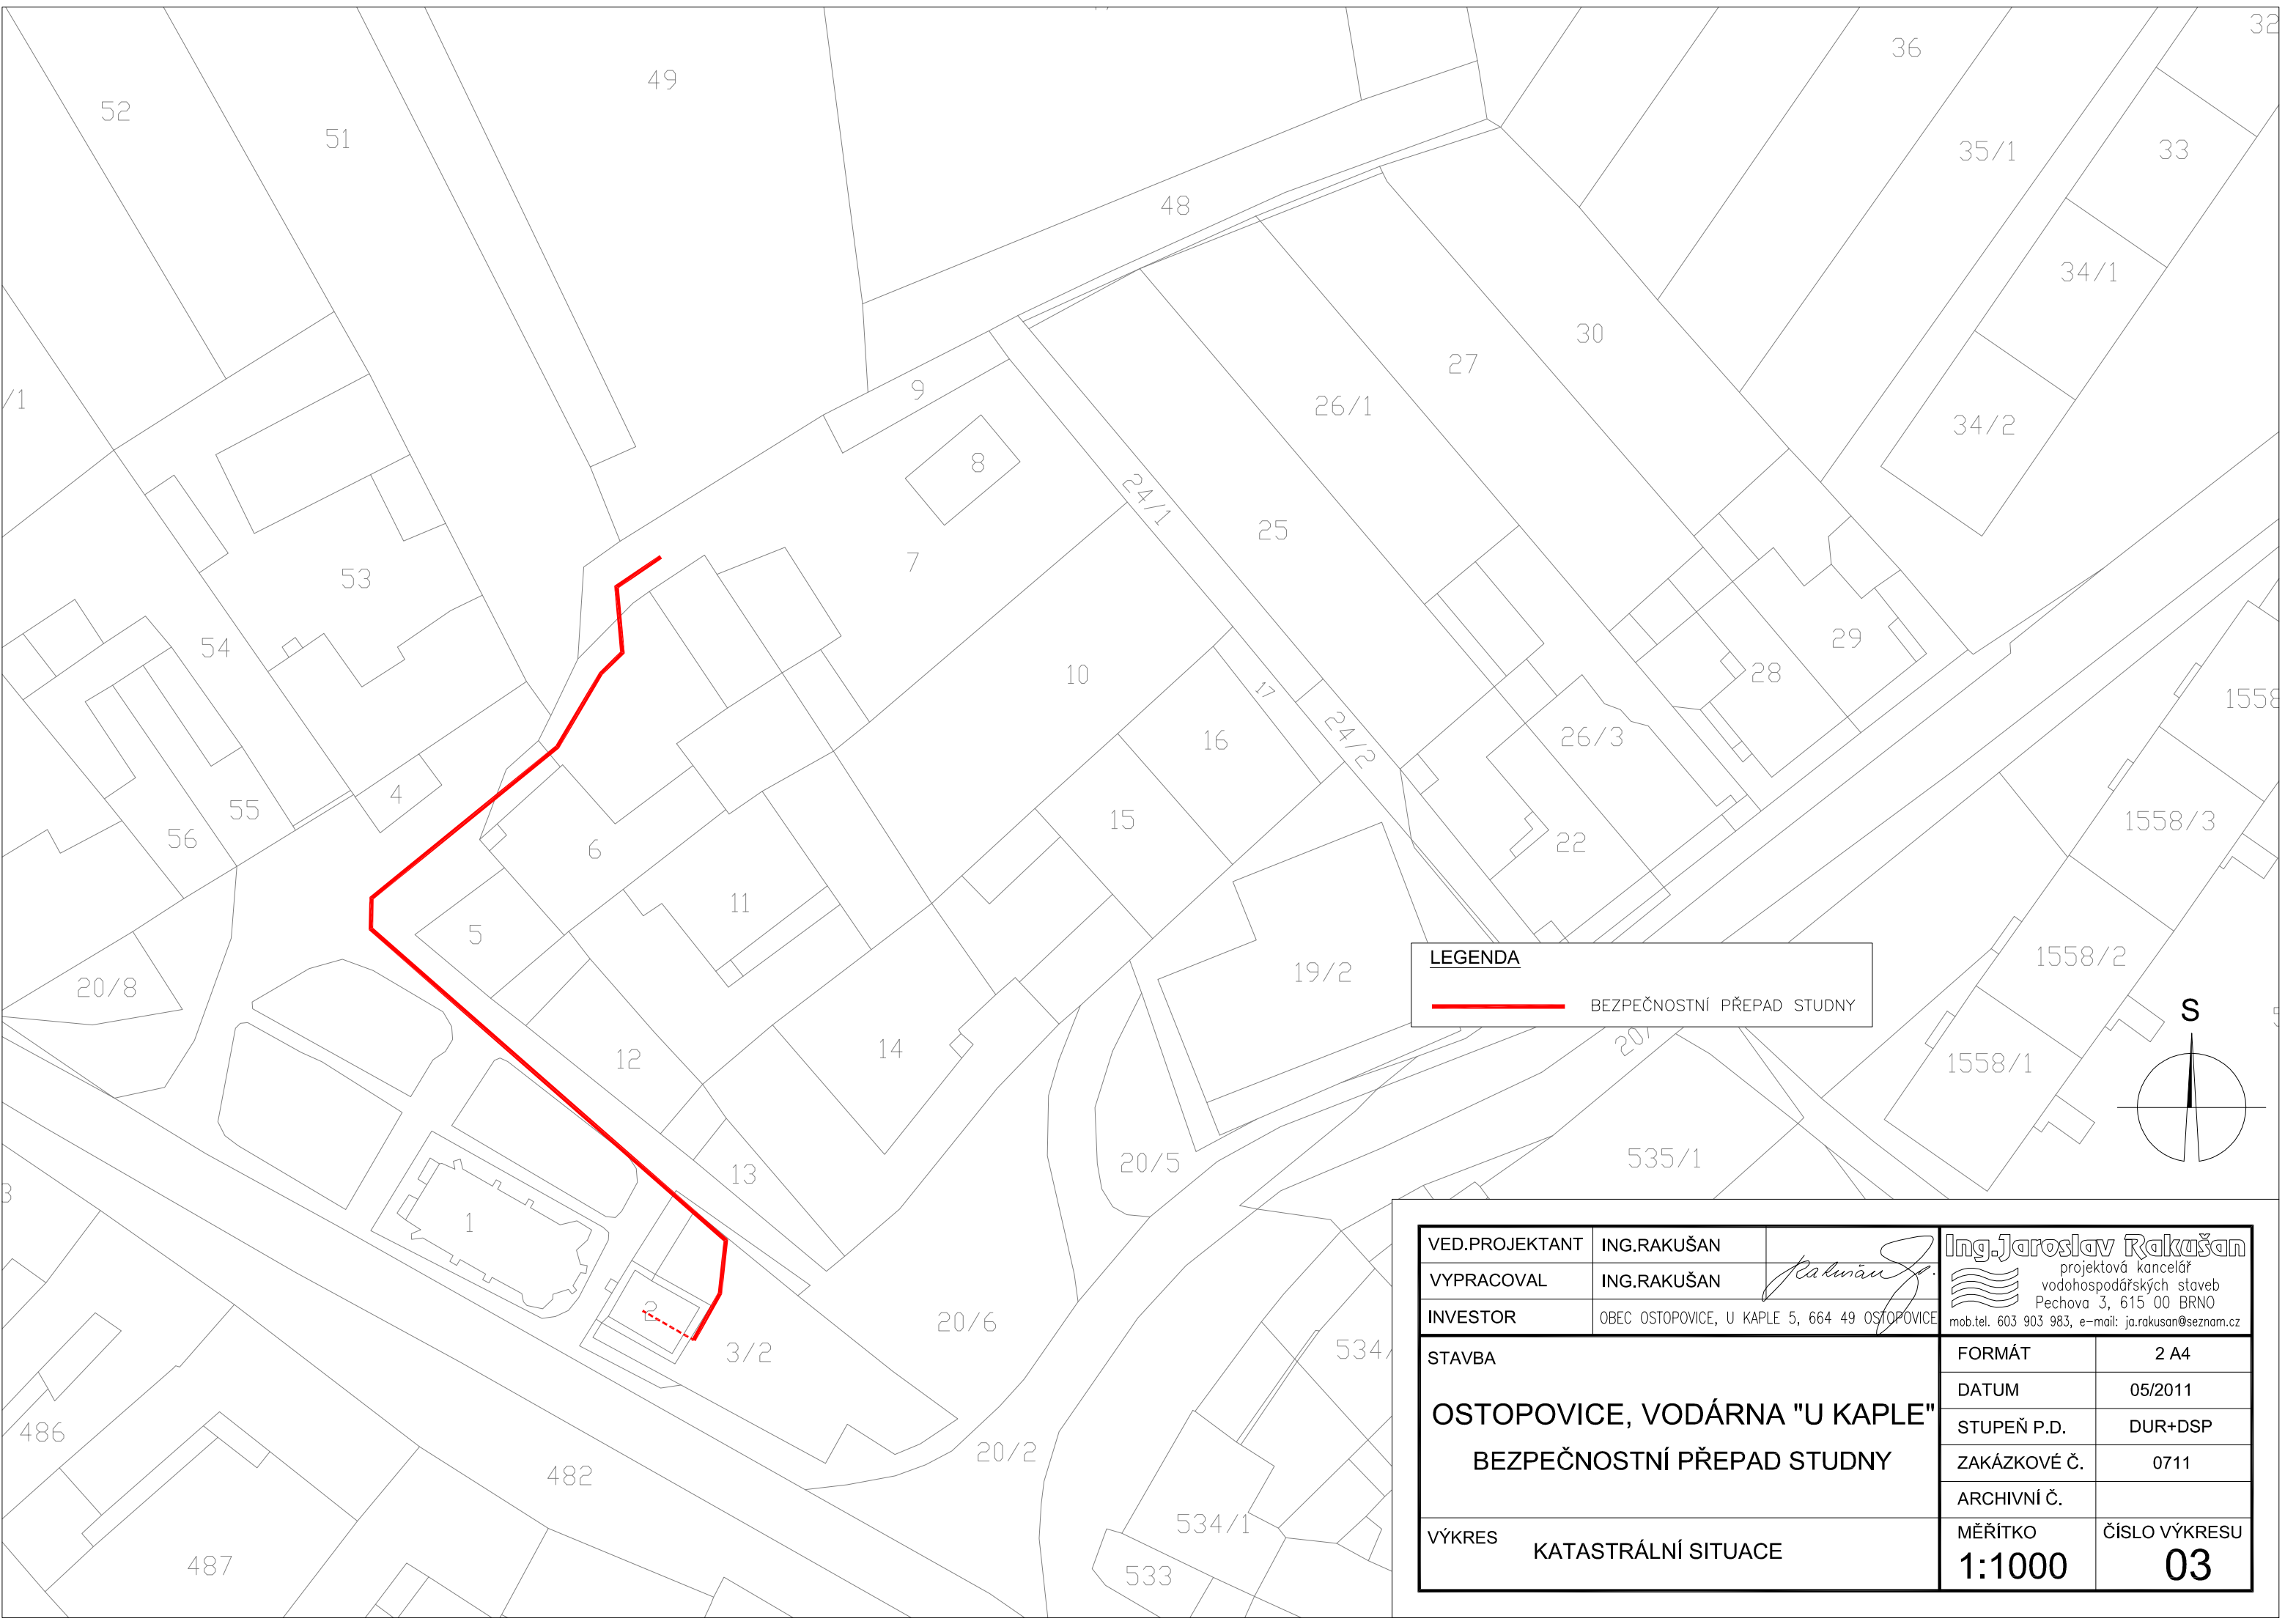 52
51
49
48
36
32
35/1
33
34/1
34/2
30
27
26/1
25
24/1
9
8
7
/1
53
54
55
56
4
10
17
16
24/2
15
29
28
26/3
22
6
5
11
12
13
14
19/2
20/8
1
2
3/2
20/6
20/5
20/2
535/1
534/
534/1
533
482
486
487
3
1558
1558/3
1558/2
1558/1
20/
LEGENDA
BEZPEČNOSTNÍ PŘEPAD STUDNY
S
VED.PROJEKTANT ING.RAKUŠAN
VYPRACOVAL ING.RAKUŠAN
INVESTOR OBEC OSTOPOVICE, U KAPLE 5, 664 49 OSTOPOVICE
Rakušan
Ing.Jaroslav Rakušan
projektová kancelář
vodohospodářských staveb
Pechova 3, 615 00 BRNO
mob.tel. 603 903 983, e-mail: ja.rakusan@seznam.cz
STAVBA
OSTOPOVICE, VODÁRNA "U KAPLE"
BEZPEČNOSTNÍ PŘEPAD STUDNY
VÝKRES KATASTRÁLNÍ SITUACE
FORMÁT 2 A4
DATUM 05/2011
STUPEŇ P.D. DUR+DSP
ZAKÁZKOVÉ Č. 0711
ARCHIVNÍ Č.
MĚŘÍTKO ČÍSLO VÝKRESU
1:1000 03